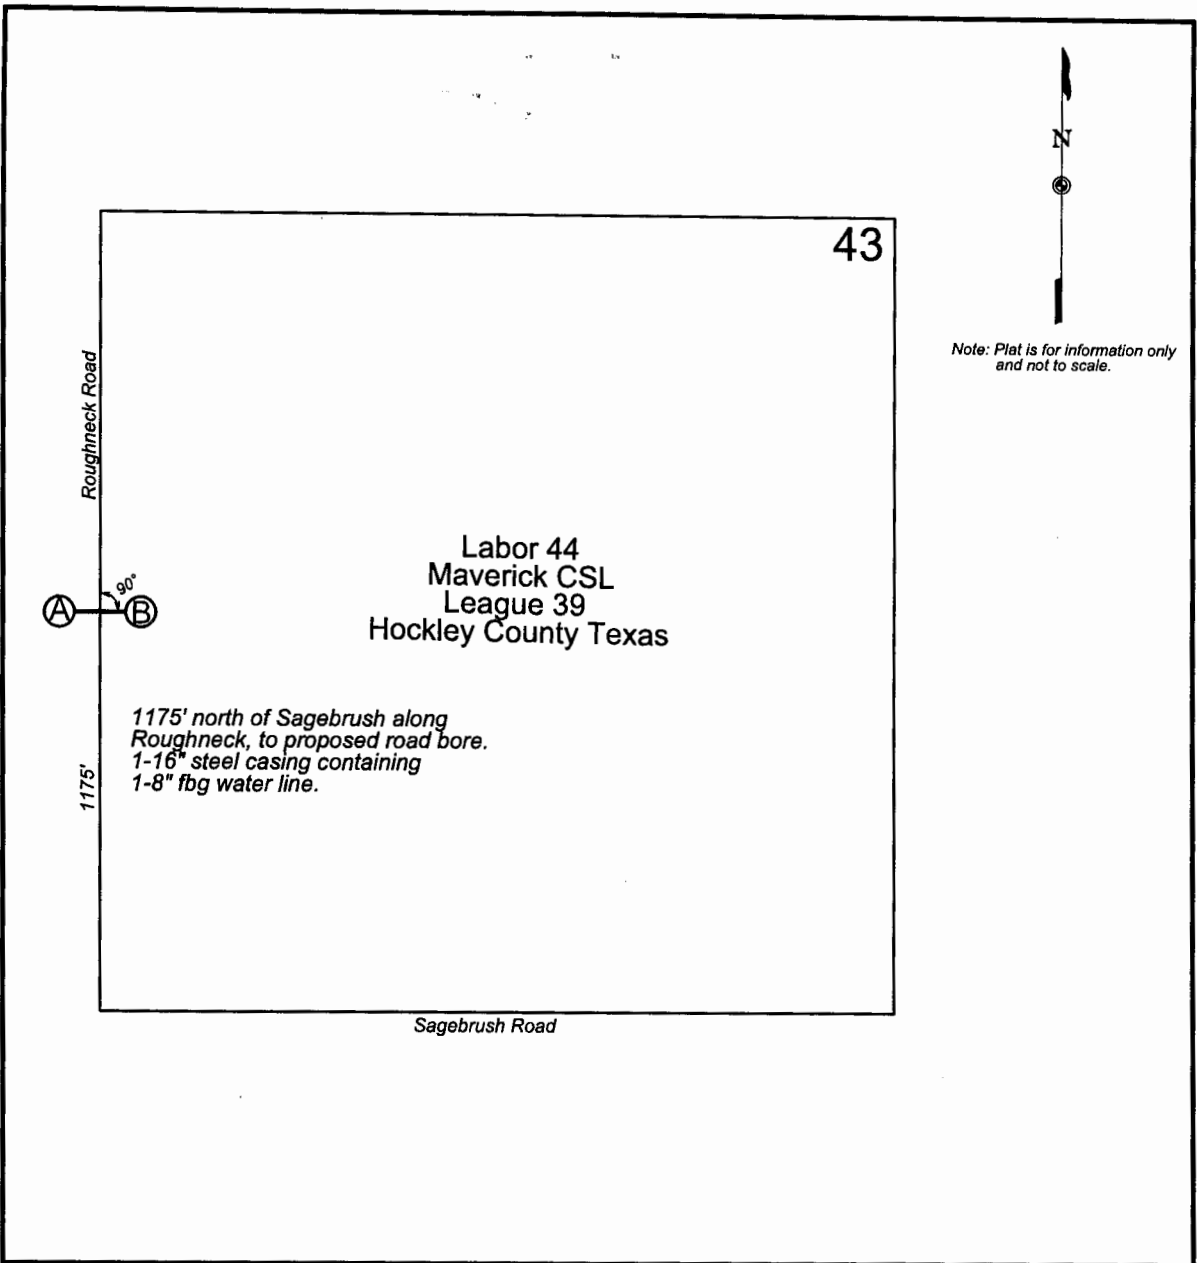 N
43
Note: Plat is for information only
and not to scale.
Roughneck Road
90°
A
B
Labor 44
Maverick CSL
League 39
Hockley County Texas
1175' north of Sagebrush along
Roughneck, to proposed road bore.
1-16" steel casing containing
1-8" fbg water line.
1175'
Sagebrush Road